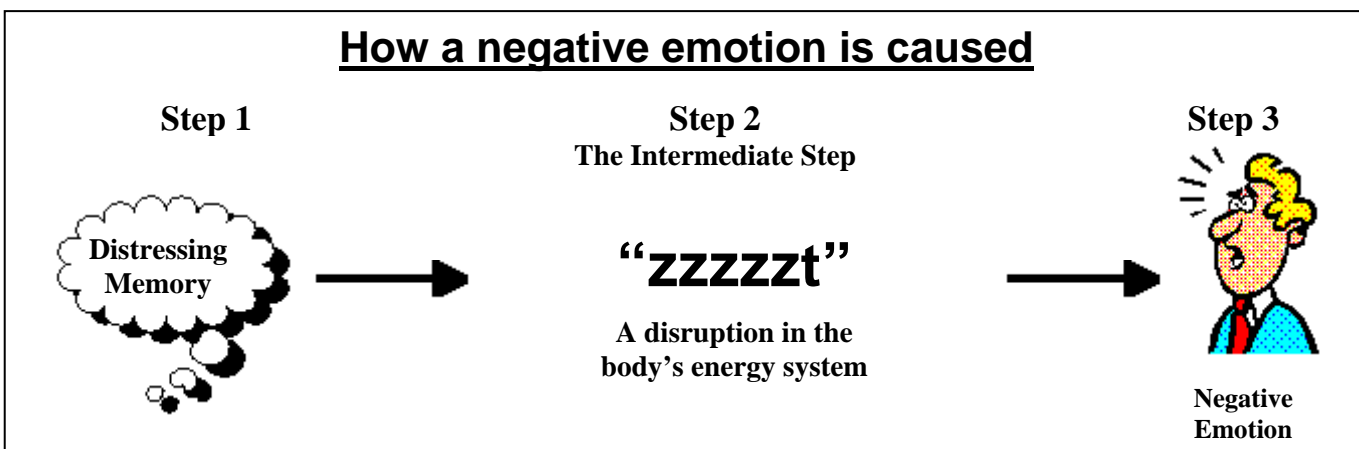 How a negative emotion is caused
Step 1
Step 2
Step 3
The Intermediate Step
Distressing
Memory
“zzzzzt”
A disruption in the
body’s energy system
Negative
Emotion